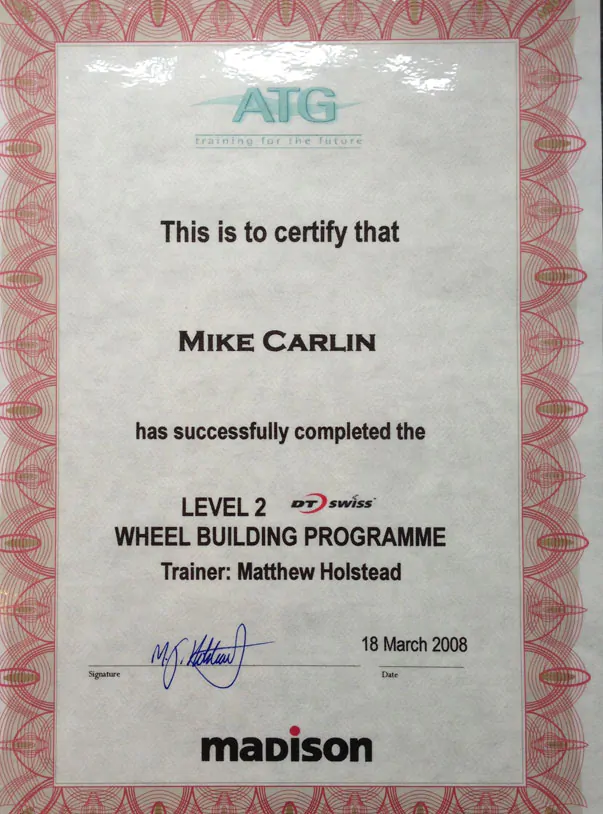 ATG
training for the future
This is to certify that
MIKE CARLIN
has successfully completed the
LEVEL 2 DT SWISS
WHEEL BUILDING PROGRAMME
Trainer: Matthew Holstead
M.J. Holstead
18 March 2008
Signature Date
maDison